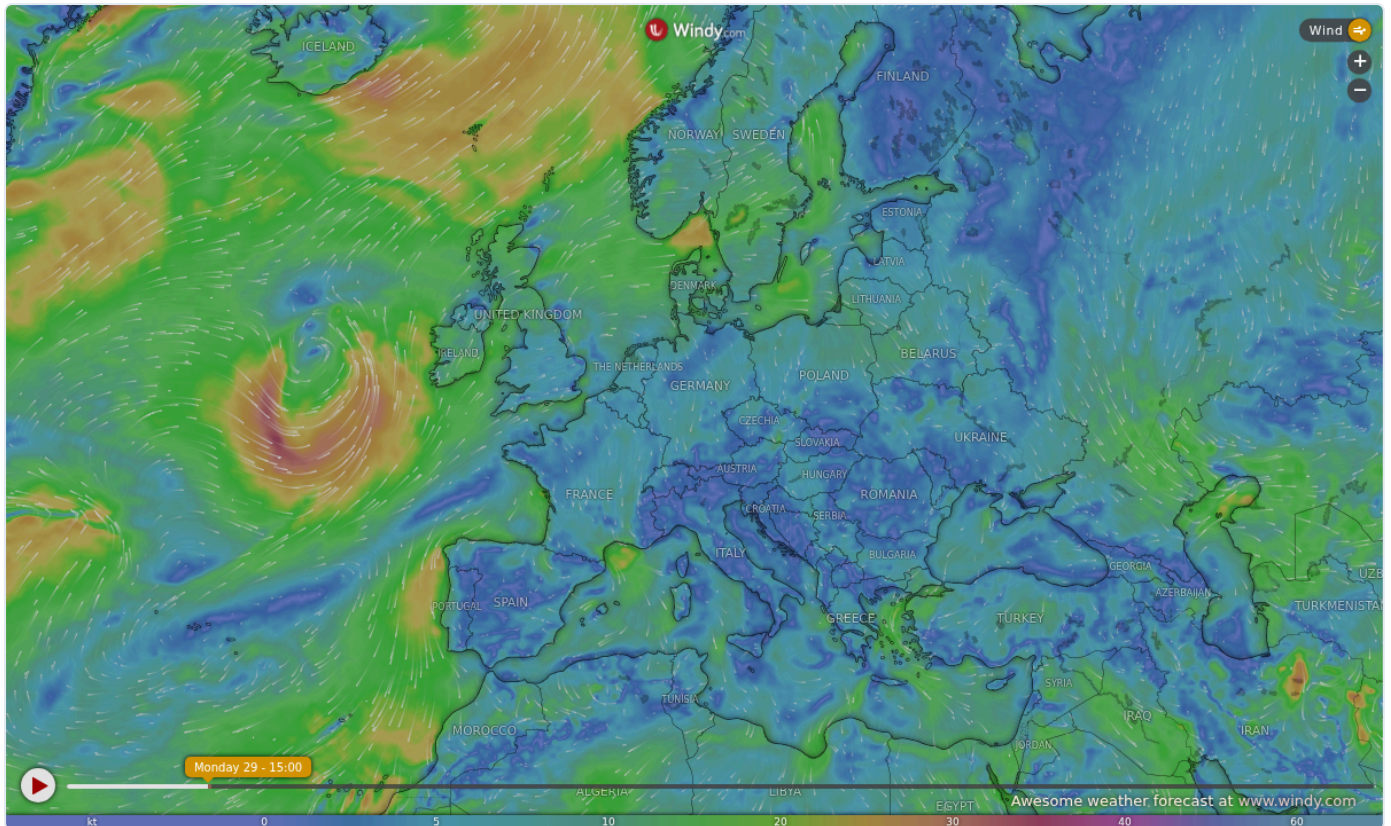 ICELAND
Windy.com
Wind
+
−
FINLAND
NORWAY
SWEDEN
ESTONIA
LATVIA
DENMARK
LITHUANIA
UNITED KINGDOM
IRELAND
BELARUS
THE NETHERLANDS
GERMANY
POLAND
CZECHIA
UKRAINE
SLOVAKIA
AUSTRIA
HUNGARY
FRANCE
ROMANIA
CROATIA
SERBIA
ITALY
BULGARIA
GEORGIA
UZB
AZERBAIJAN
PORTUGAL
SPAIN
TURKMENISTAN
GREECE
TURKEY
SYRIA
TUNISIA
IRAQ
MOROCCO
IRAN
JORDAN
Monday 29 - 15:00
ALGERIA
LIBYA
EGYPT
Awesome weather forecast at www.windy.com
kt 0 5 10 20 30 40 60